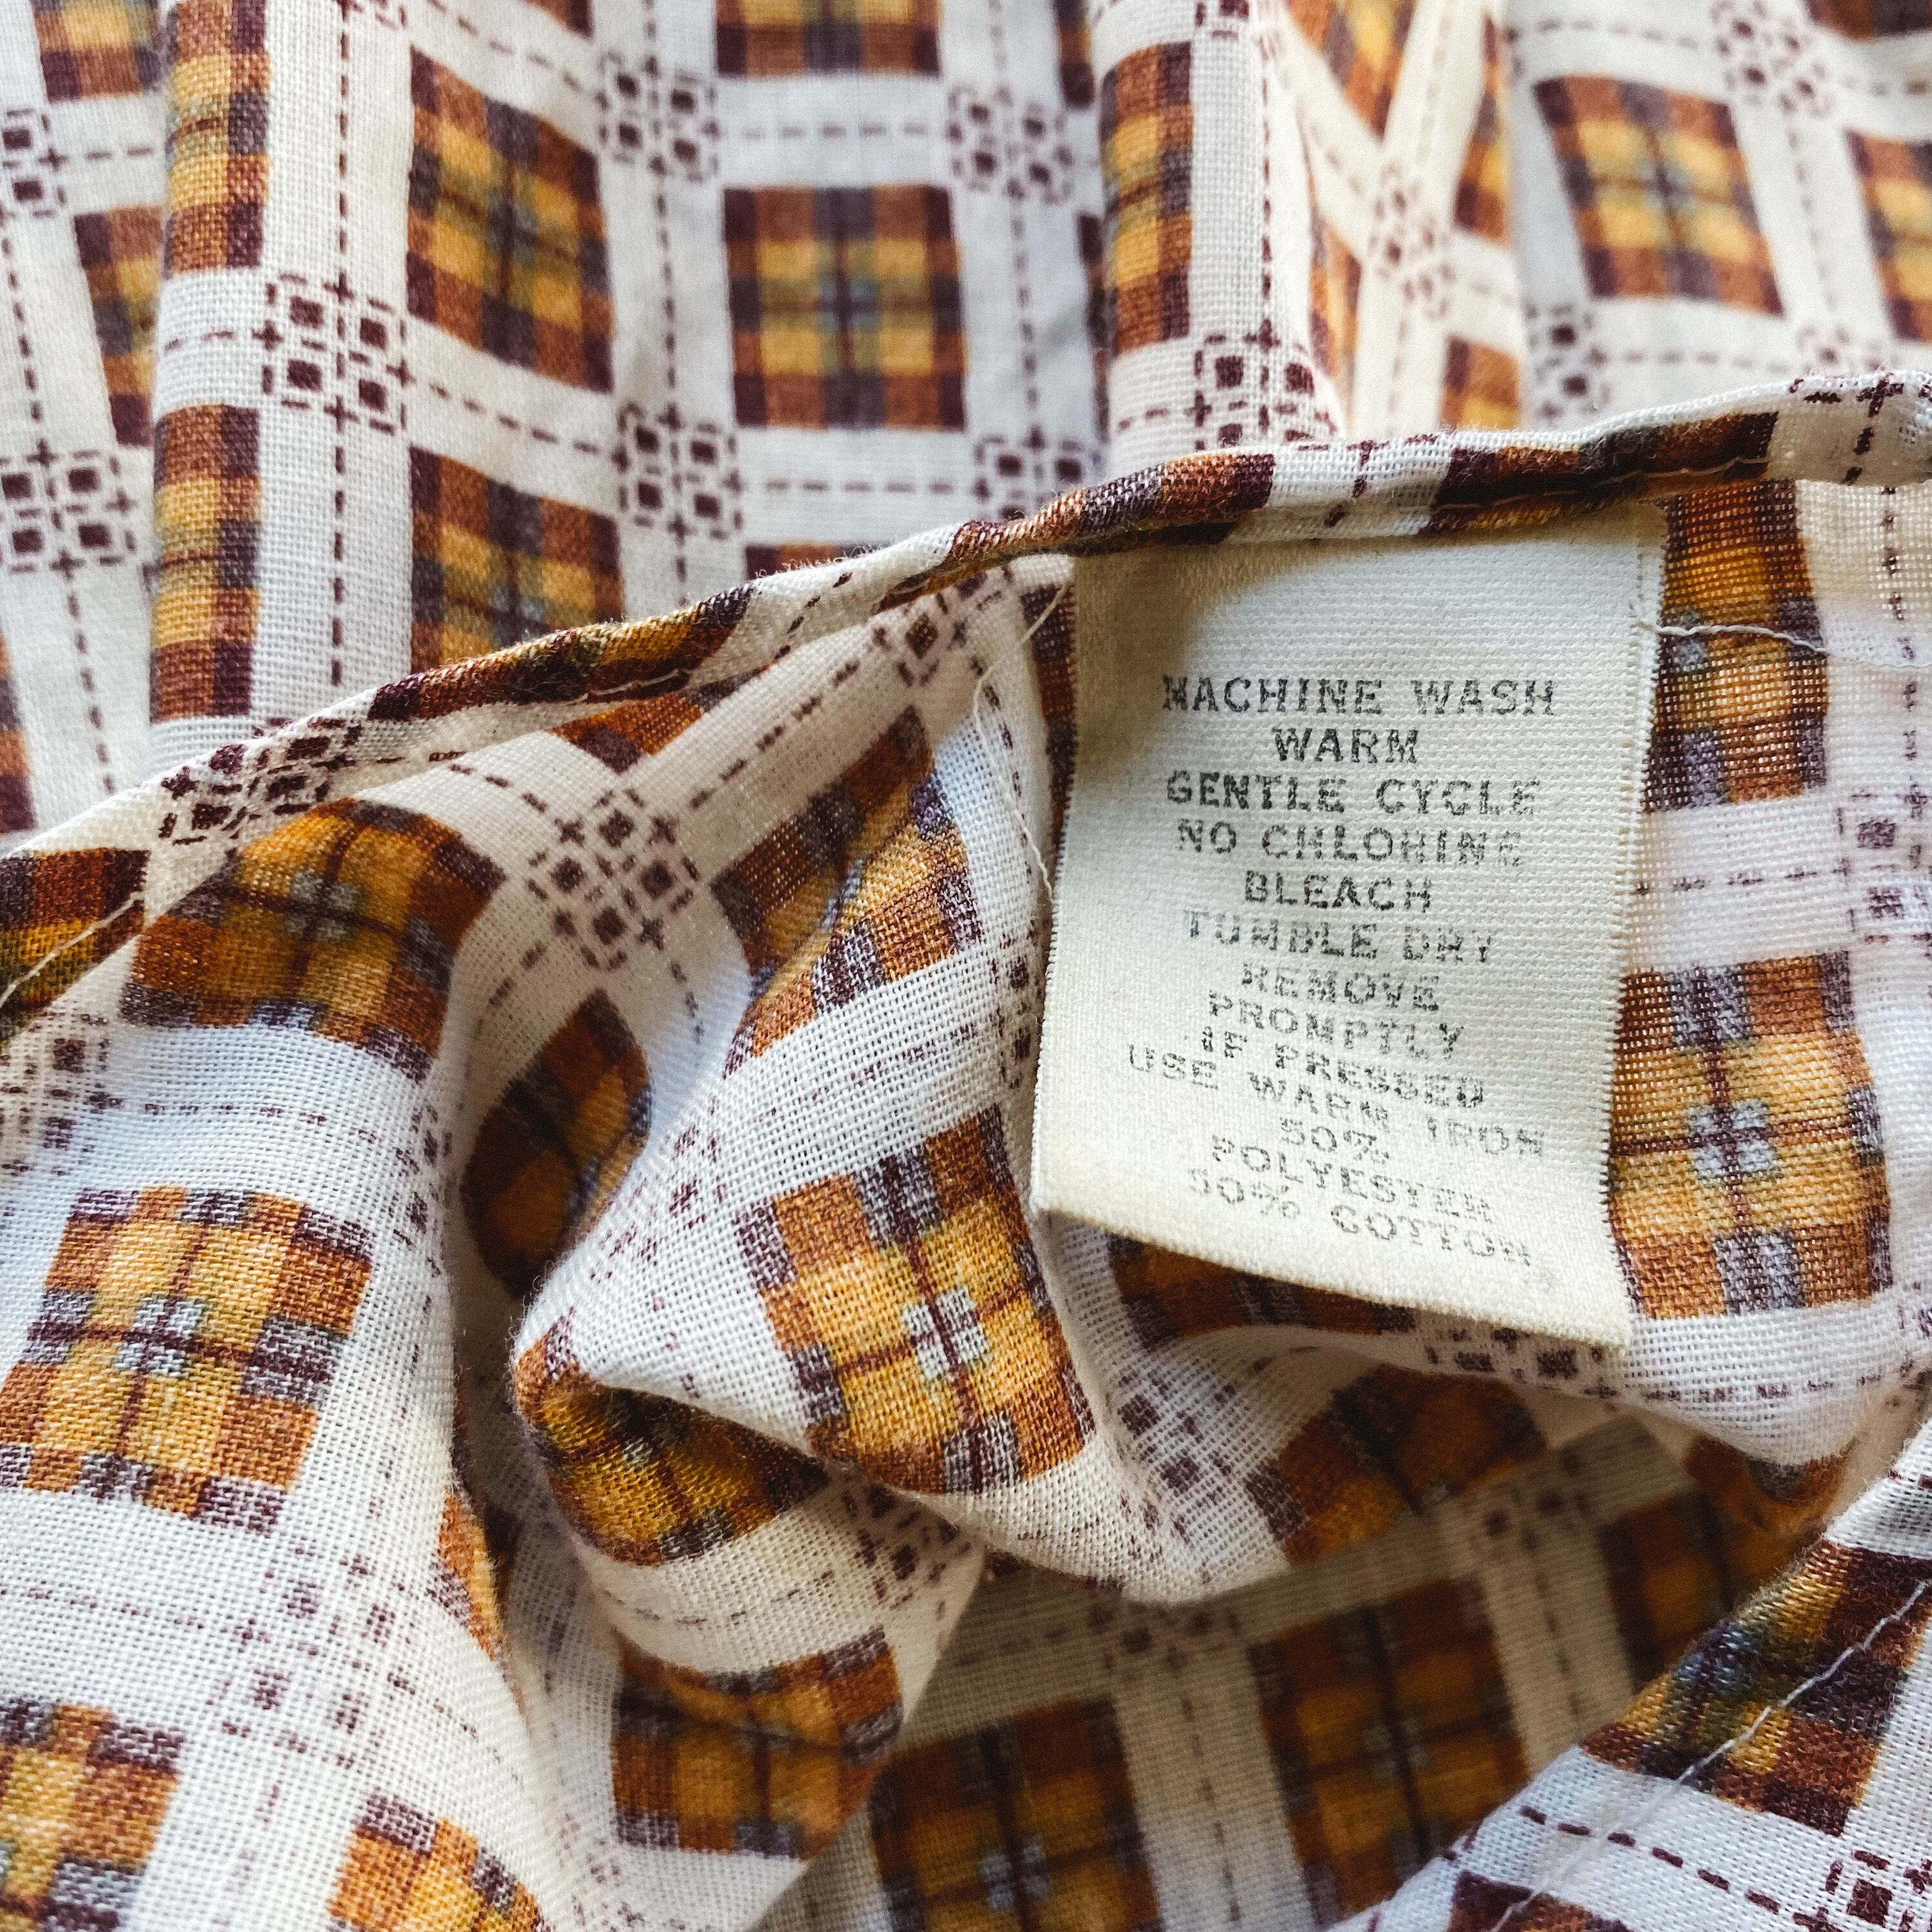 MACHINE WASH
WARM
GENTLE CYCLE
NO CHLORINE
BLEACH
TUMBLE DRY
REMOVE
PROMPTLY
IF PRESSED
USE WARM IRON
50%
POLYESTER
50% COTTON